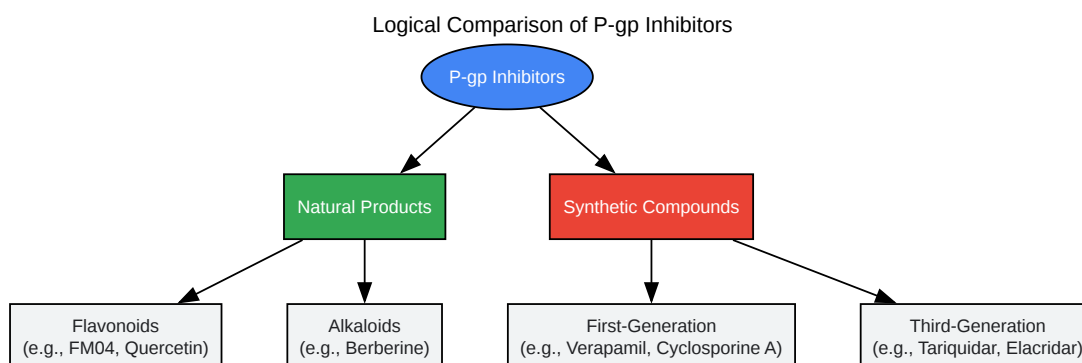 Logical Comparison of P-gp Inhibitors
P-gp Inhibitors
Natural Products
Synthetic Compounds
Flavonoids
(e.g., FM04, Quercetin)
Alkaloids
(e.g., Berberine)
First-Generation
(e.g., Verapamil, Cyclosporine A)
Third-Generation
(e.g., Tariquidar, Elacridar)